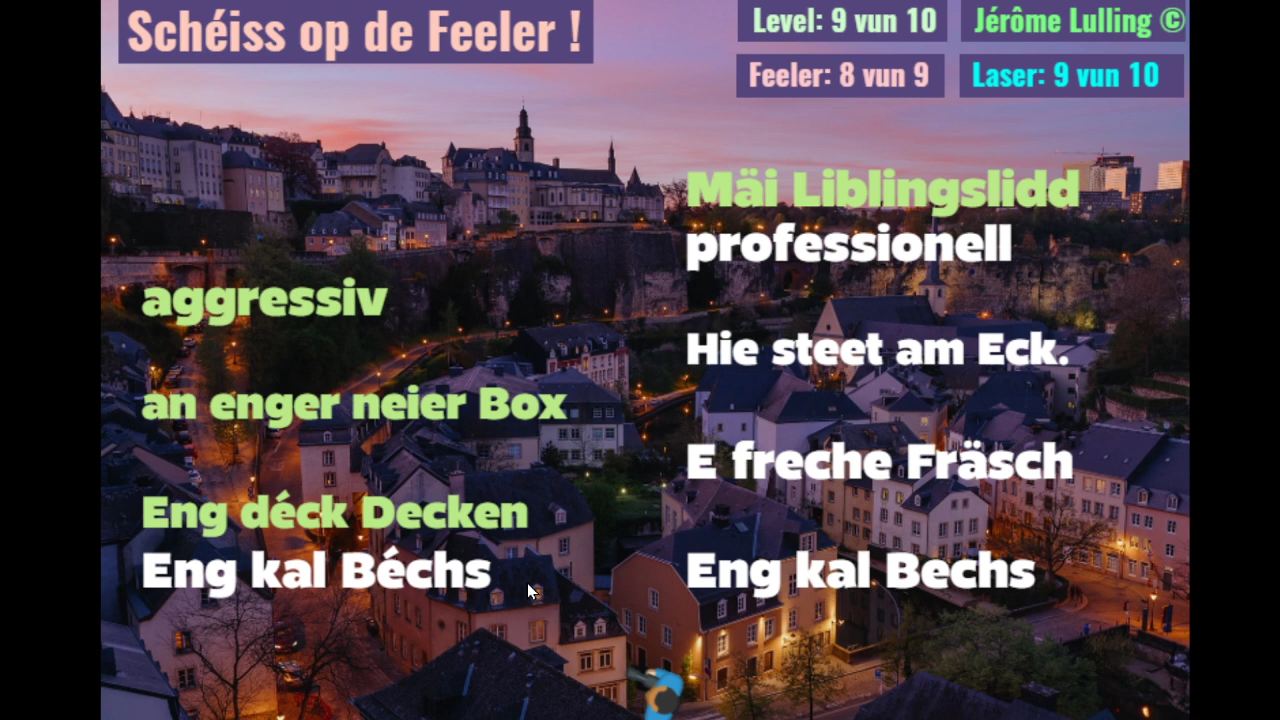 Schéiss op de Feeler !
Level: 9 vun 10
Jérôme Lulling ©
Feeler: 8 vun 9
Laser: 9 vun 10
Mäi Liblingslidd
professionell
aggressiv
Hie steet am Eck.
an enger neier Box
E freche Fräsch
Eng déck Decken
Eng kal Béchs
Eng kal Bechs